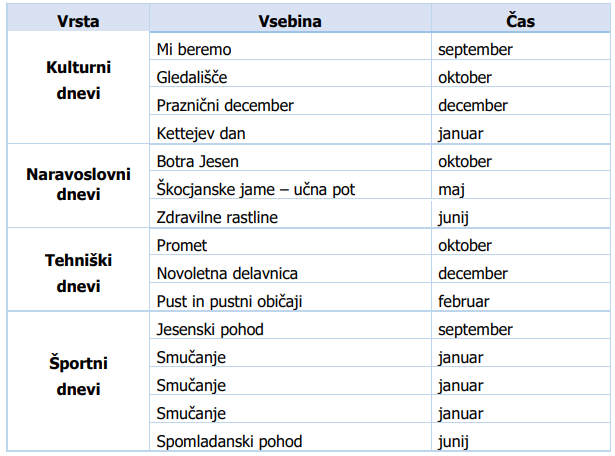 Vrsta Vsebina Čas
Kulturni dnevi
Mi beremo september
Gledališče oktober
Praznični december december
Kettejev dan januar
Naravoslovni dnevi
Botra Jesen oktober
Škocjanske jame – učna pot maj
Zdravilne rastline junij
Tehniški dnevi
Promet oktober
Novoletna delavnica december
Pust in pustni običaji februar
Športni dnevi
Jesenski pohod september
Smučanje januar
Smučanje januar
Smučanje januar
Spomladanski pohod junij